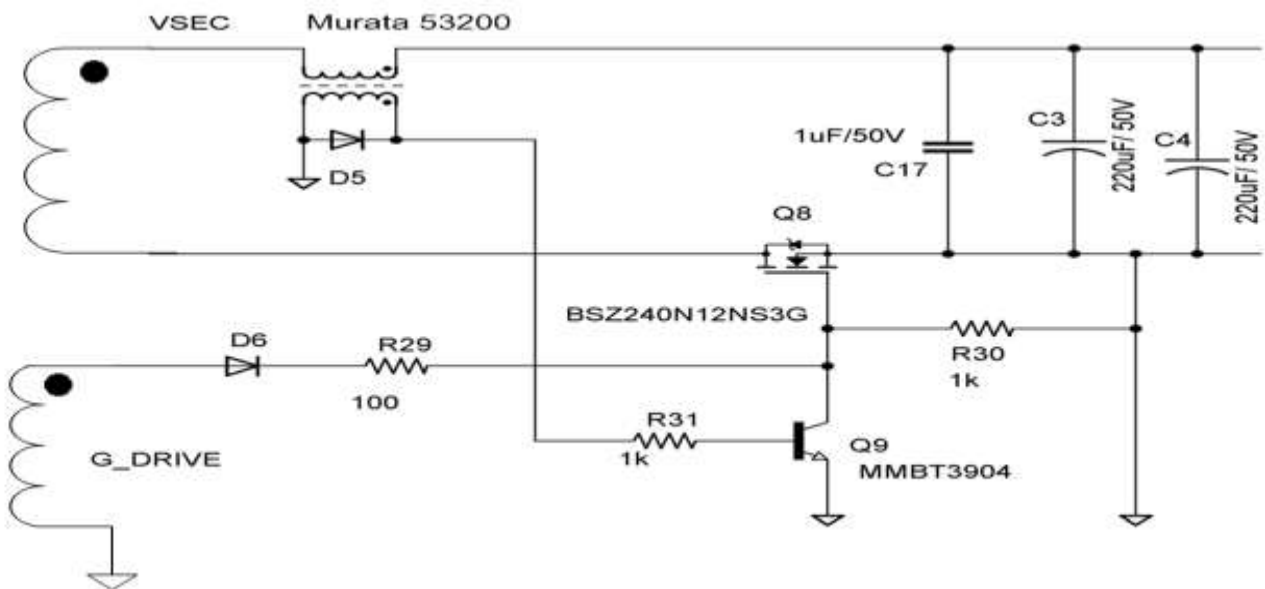 VSEC
Murata 53200
D5
1uF/50V
C17
C3
220uF/ 50V
C4
220uF/ 50V
Q8
BSZ240N12NS3G
D6
R29
100
R30
1k
R31
1k
Q9
MMBT3904
G_DRIVE